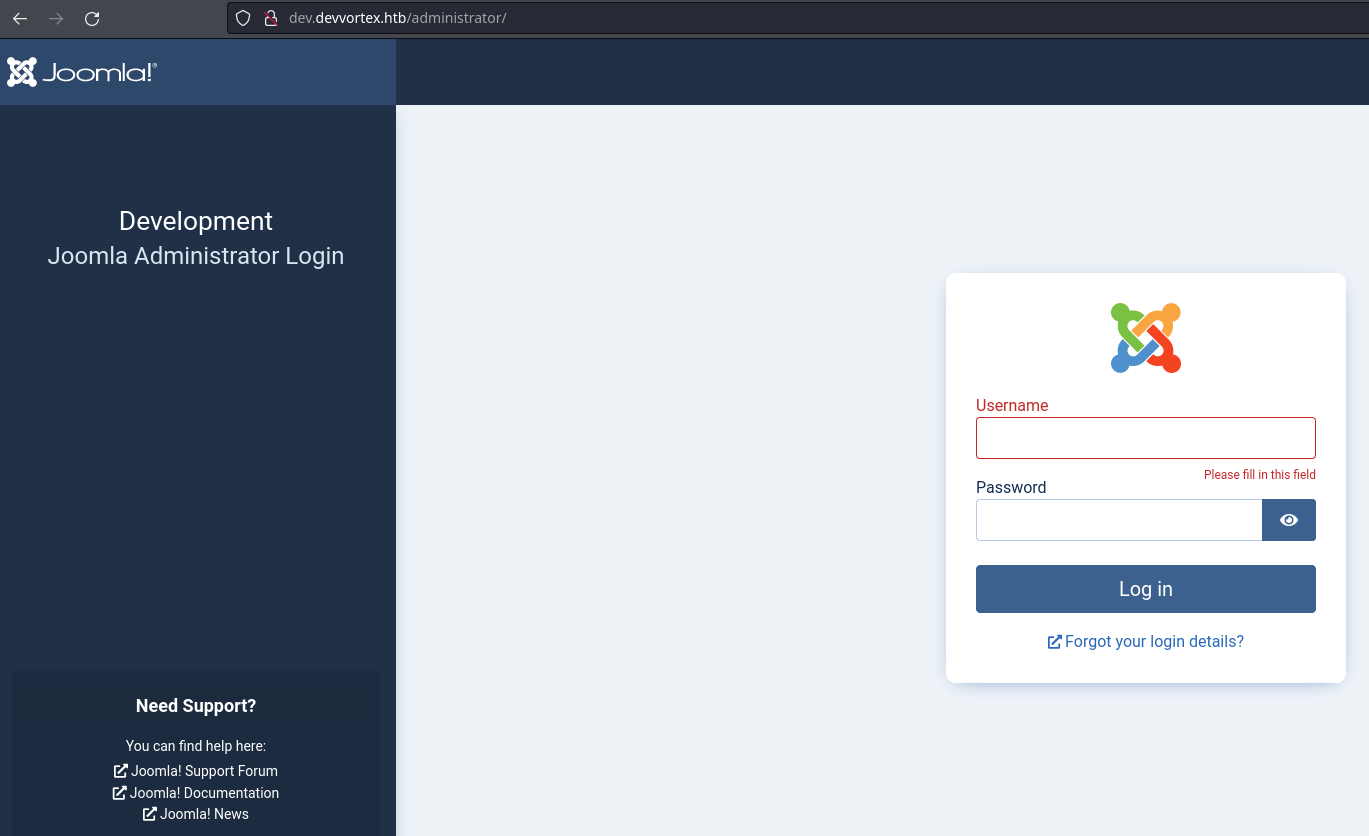 dev.devvortex.htb/administrator/
Joomla!®
Development
Joomla Administrator Login
Username
Please fill in this field
Password
Log in
Forgot your login details?
Need Support?
You can find help here:
Joomla! Support Forum
Joomla! Documentation
Joomla! News